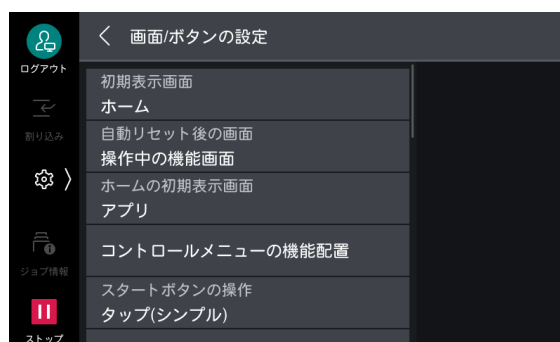 画面/ボタンの設定
ログアウト
割り込み
ジョブ情報
ストップ
初期表示画面
ホーム
自動リセット後の画面
操作中の機能画面
ホームの初期表示画面
アプリ
コントロールメニューの機能配置
スタートボタンの操作
タップ(シンプル)